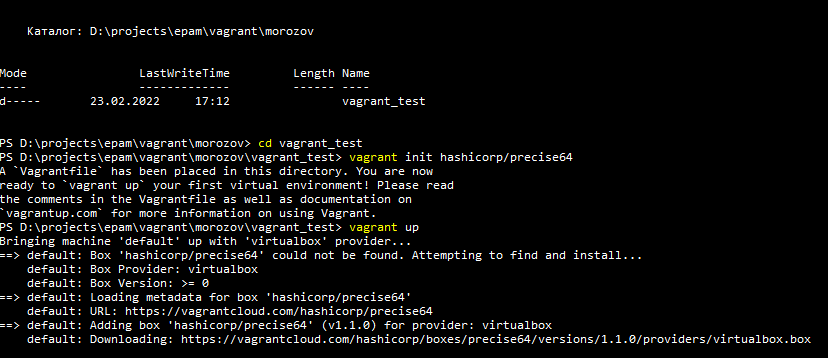 Каталог: D:\projects\epam\vagrant\morozov
Mode LastWriteTime Length Name
---- ------------- ------ ----
d----- 23.02.2022 17:12 vagrant_test
PS D:\projects\epam\vagrant\morozov> cd vagrant_test
PS D:\projects\epam\vagrant\morozov\vagrant_test> vagrant init hashicorp/precise64
A `Vagrantfile` has been placed in this directory. You are now
ready to `vagrant up` your first virtual environment! Please read
the comments in the Vagrantfile as well as documentation on
`vagrantup.com` for more information on using Vagrant.
PS D:\projects\epam\vagrant\morozov\vagrant_test> vagrant up
Bringing machine 'default' up with 'virtualbox' provider...
==> default: Box 'hashicorp/precise64' could not be found. Attempting to find and install...
default: Box Provider: virtualbox
default: Box Version: >= 0
==> default: Loading metadata for box 'hashicorp/precise64'
default: URL: https://vagrantcloud.com/hashicorp/precise64
==> default: Adding box 'hashicorp/precise64' (v1.1.0) for provider: virtualbox
default: Downloading: https://vagrantcloud.com/hashicorp/boxes/precise64/versions/1.1.0/providers/virtualbox.box